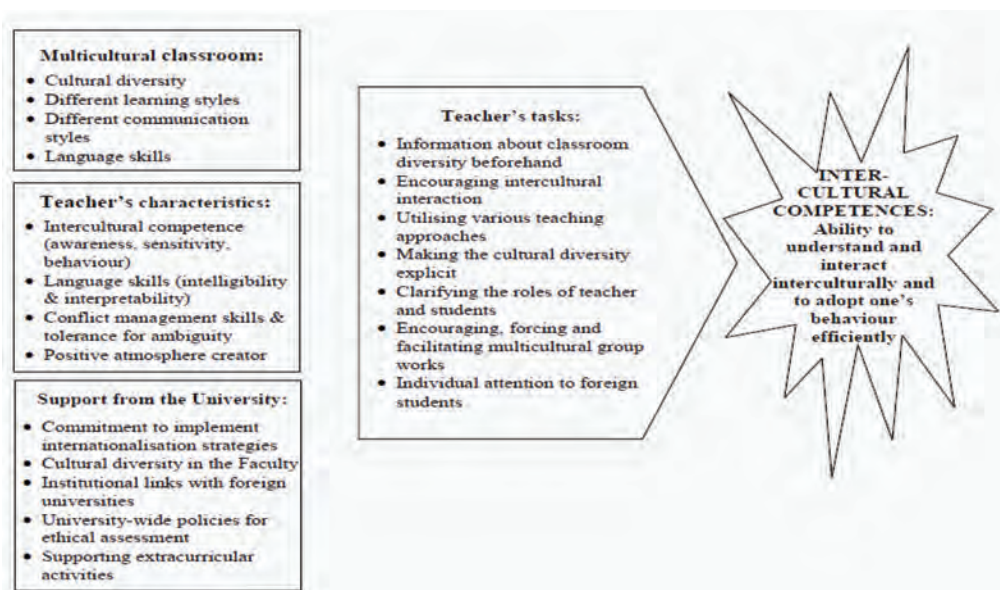 Multicultural classroom:
• Cultural diversity
• Different learning styles
• Different communication
styles
• Language skills
Teacher's characteristics:
• Intercultural competence
(awareness, sensitivity,
behaviour)
• Language skills (intelligibility
& interpretability)
• Conflict management skills &
tolerance for ambiguity
• Positive atmosphere creator
Support from the University:
• Commitment to implement
internationalisation strategies
• Cultural diversity in the Faculty
• Institutional links with foreign
universities
• University-wide policies for
ethical assessment
• Supporting extracurricular
activities
Teacher's tasks:
• Information about classroom
diversity beforehand
• Encouraging intercultural
interaction
• Utilising various teaching
approaches
• Making the cultural diversity
explicit
• Clarifying the roles of teacher
and students
• Encouraging, forcing and
facilitating multicultural group
works
• Individual attention to foreign
students
INTER-
CULTURAL
COMPETENCES:
Ability to
understand and
interact
interculturally and
to adopt one's
behaviour
efficiently